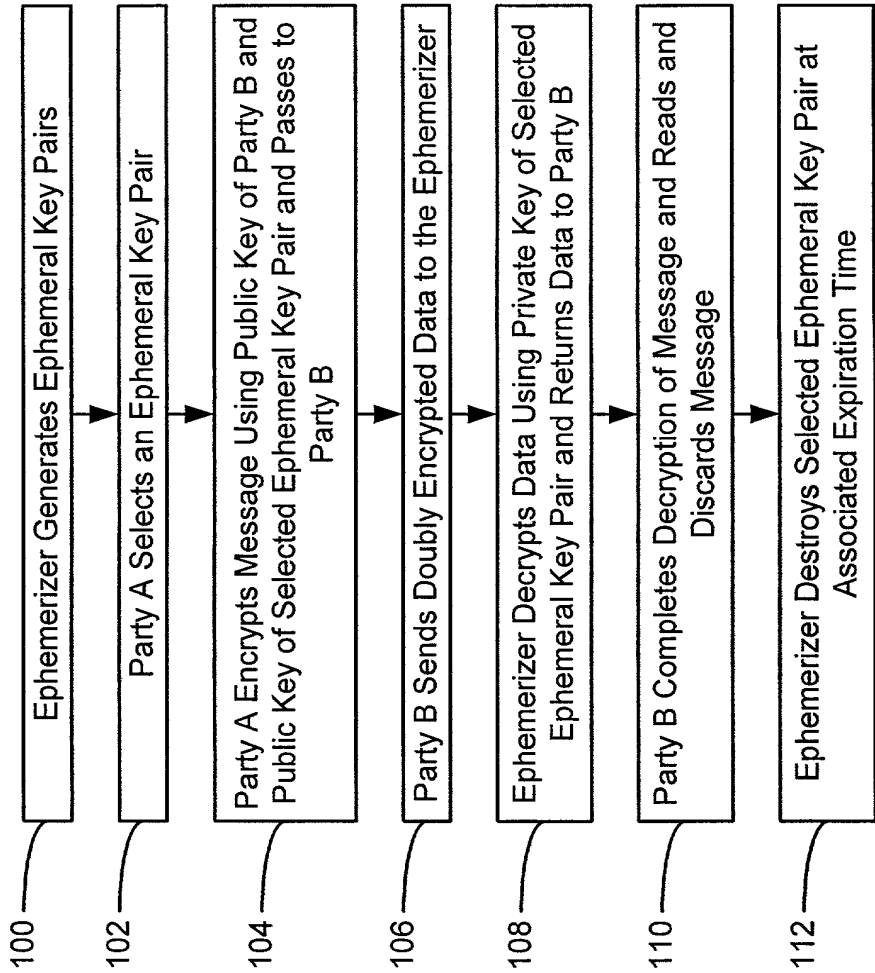 100
Ephemerizer Generates Ephemeral Key Pairs
102
Party A Selects an Ephemeral Key Pair
104
Party A Encrypts Message Using Public Key of Party B and
Public Key of Selected Ephemeral Key Pair and Passes to
Party B
106
Party B Sends Doubly Encrypted Data to the Ephemerizer
108
Ephemerizer Decrypts Data Using Private Key of Selected
Ephemeral Key Pair and Returns Data to Party B
110
Party B Completes Decryption of Message and Reads and
Discards Message
112
Ephemerizer Destroys Selected Ephemeral Key Pair at
Associated Expiration Time